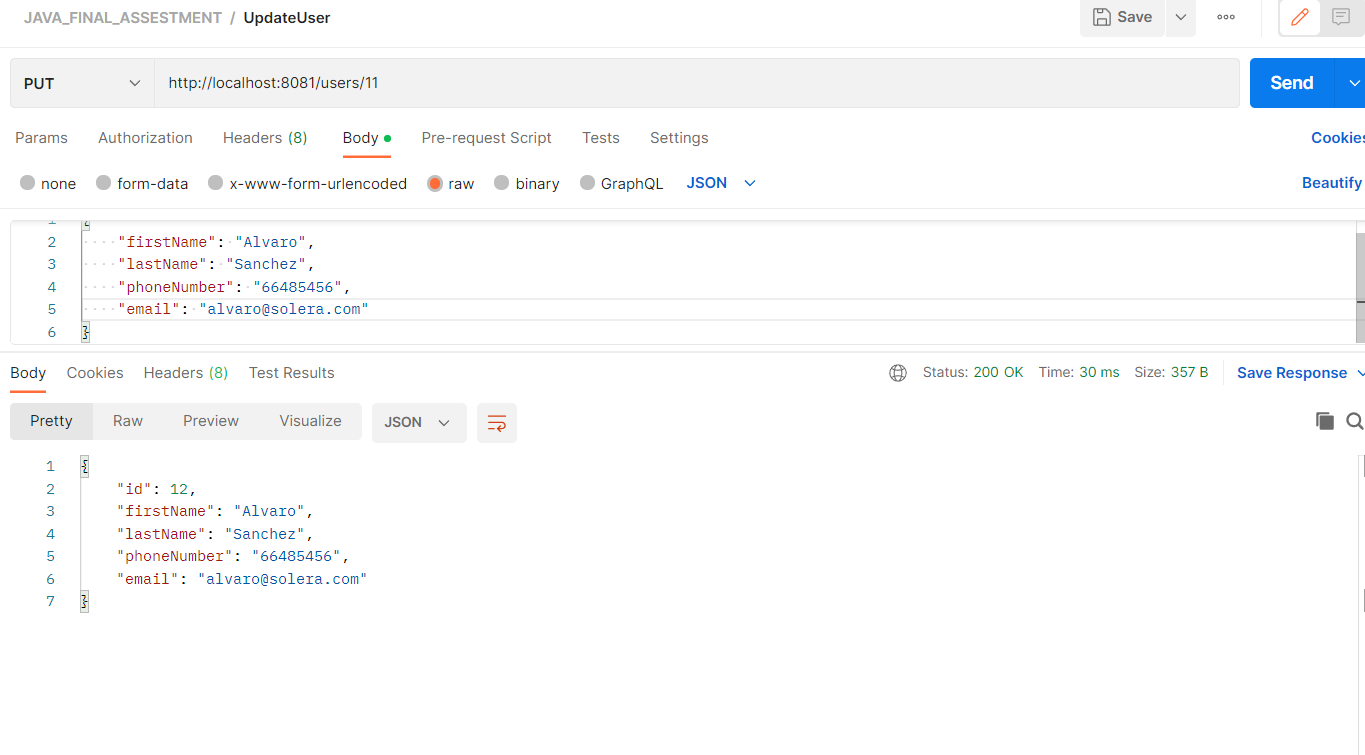 JAVA_FINAL_ASSESTMENT / UpdateUser
Save
PUT http://localhost:8081/users/11 Send
Params Authorization Headers (8) Body Pre-request Script Tests Settings Cookies
none form-data x-www-form-urlencoded raw binary GraphQL JSON Beautify
1 {
2 "firstName": "Alvaro",
3 "lastName": "Sanchez",
4 "phoneNumber": "66485456",
5 "email": "alvaro@solera.com"
6 }
Body Cookies Headers (8) Test Results Status: 200 OK Time: 30 ms Size: 357 B Save Response
Pretty Raw Preview Visualize JSON
1 {
2 "id": 12,
3 "firstName": "Alvaro",
4 "lastName": "Sanchez",
5 "phoneNumber": "66485456",
6 "email": "alvaro@solera.com"
7 }